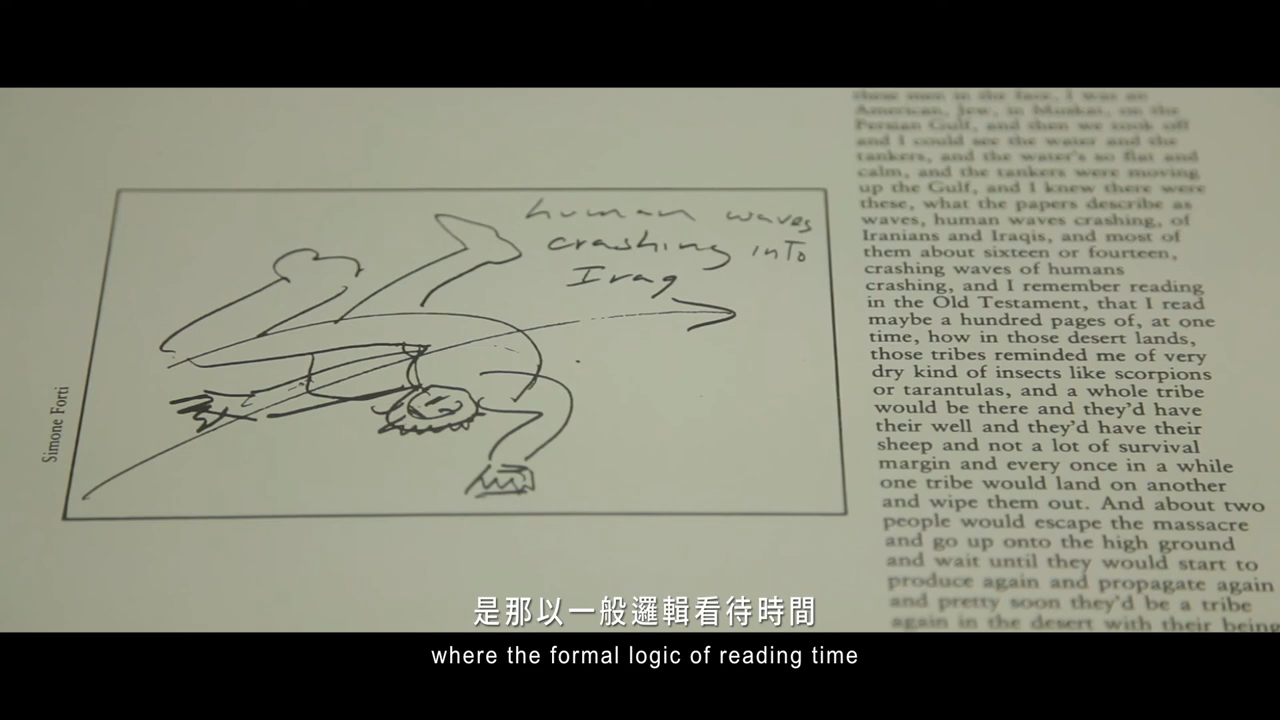 Simone Forti
human waves
crashing into
Iraq
these men in the face. I was an
American, Jew, in Muskat, on the
Persian Gulf, and then we took off
and I could see the water and the
tankers, and the water's so flat and
calm, and the tankers were moving
up the Gulf, and I knew there were
these, what the papers describe as
waves, human waves crashing, of
Iranians and Iraqis, and most of
them about sixteen or fourteen,
crashing waves of humans
crashing, and I remember reading
in the Old Testament, that I read
maybe a hundred pages of, at one
time, how in those desert lands,
those tribes reminded me of very
dry kind of insects like scorpions
or tarantulas, and a whole tribe
would be there and they'd have
their well and they'd have their
sheep and not a lot of survival
margin and every once in a while
one tribe would land on another
and wipe them out. And about two
people would escape the massacre
and go up onto the high ground
and wait until they would start to
produce again and propagate again
and pretty soon they'd be a tribe
again in the desert with their being
是那以一般邏輯看待時間
where the formal logic of reading time